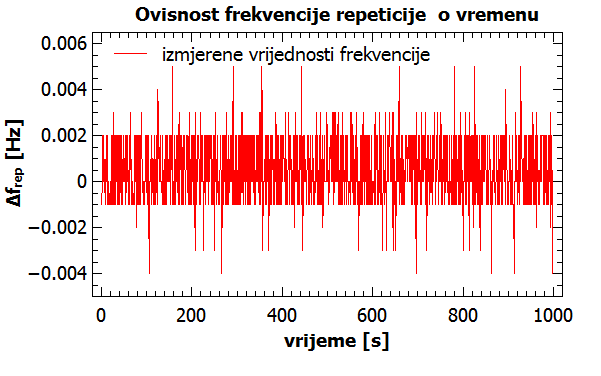 Ovisnost frekvencije repeticije o vremenu
izmjerene vrijednosti frekvencije
0.006
0.004
0.002
0
−0.002
−0.004
Δfrep [Hz]
0 200 400 600 800 1000
vrijeme [s]